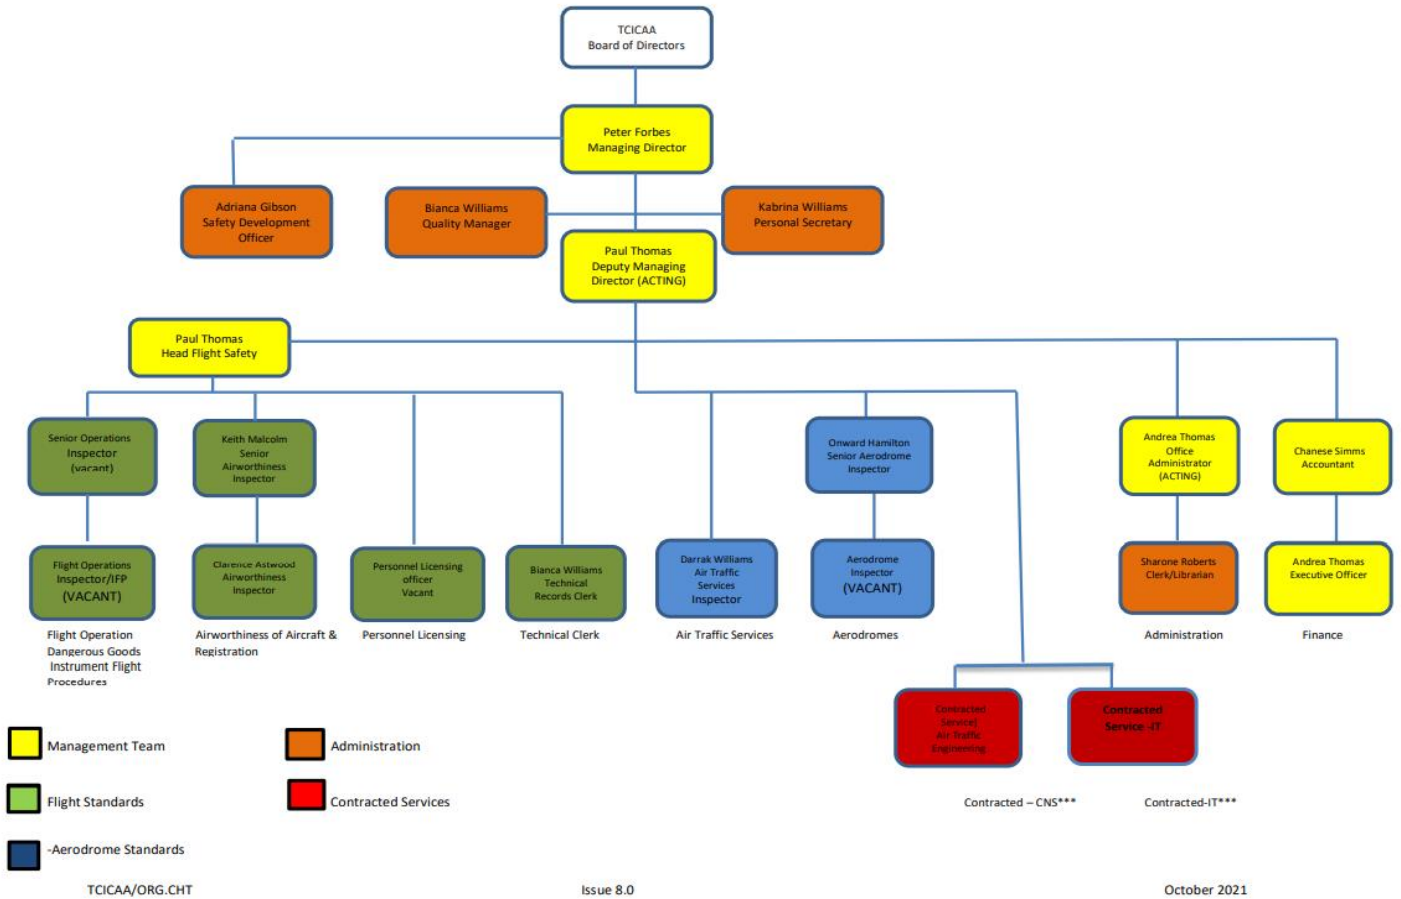 TCICAA
Board of Directors
Peter Forbes
Managing Director
Adriana Gibson
Safety Development
Officer
Bianca Williams
Quality Manager
Kabrina Williams
Personal Secretary
Paul Thomas
Deputy Managing
Director (ACTING)
Paul Thomas
Head Flight Safety
Senior Operations
Inspector
(vacant)
Keith Malcolm
Senior
Airworthiness
Inspector
Onward Hamilton
Senior Aerodrome
Inspector
Andrea Thomas
Office
Administrator
(ACTING)
Chanese Simms
Accountant
Flight Operations
Inspector/IFP
(VACANT)
Clarence Astwood
Airworthiness
Inspector
Personnel Licensing
officer
Vacant
Bianca Williams
Technical
Records Clerk
Darrak Williams
Air Traffic
Services
Inspector
Aerodrome
Inspector
(VACANT)
Sharone Roberts
Clerk/Librarian
Andrea Thomas
Executive Officer
Flight Operation
Dangerous Goods
Instrument Flight
Procedures
Airworthiness of Aircraft &
Registration
Personnel Licensing
Technical Clerk
Air Traffic Services
Aerodromes
Administration
Finance
Contracted
Service)
Air Traffic
Engineering
Contracted
Service -IT
Contracted – CNS***
Contracted-IT***
Management Team
Administration
Flight Standards
Contracted Services
-Aerodrome Standards
TCICAA/ORG.CHT
Issue 8.0
October 2021